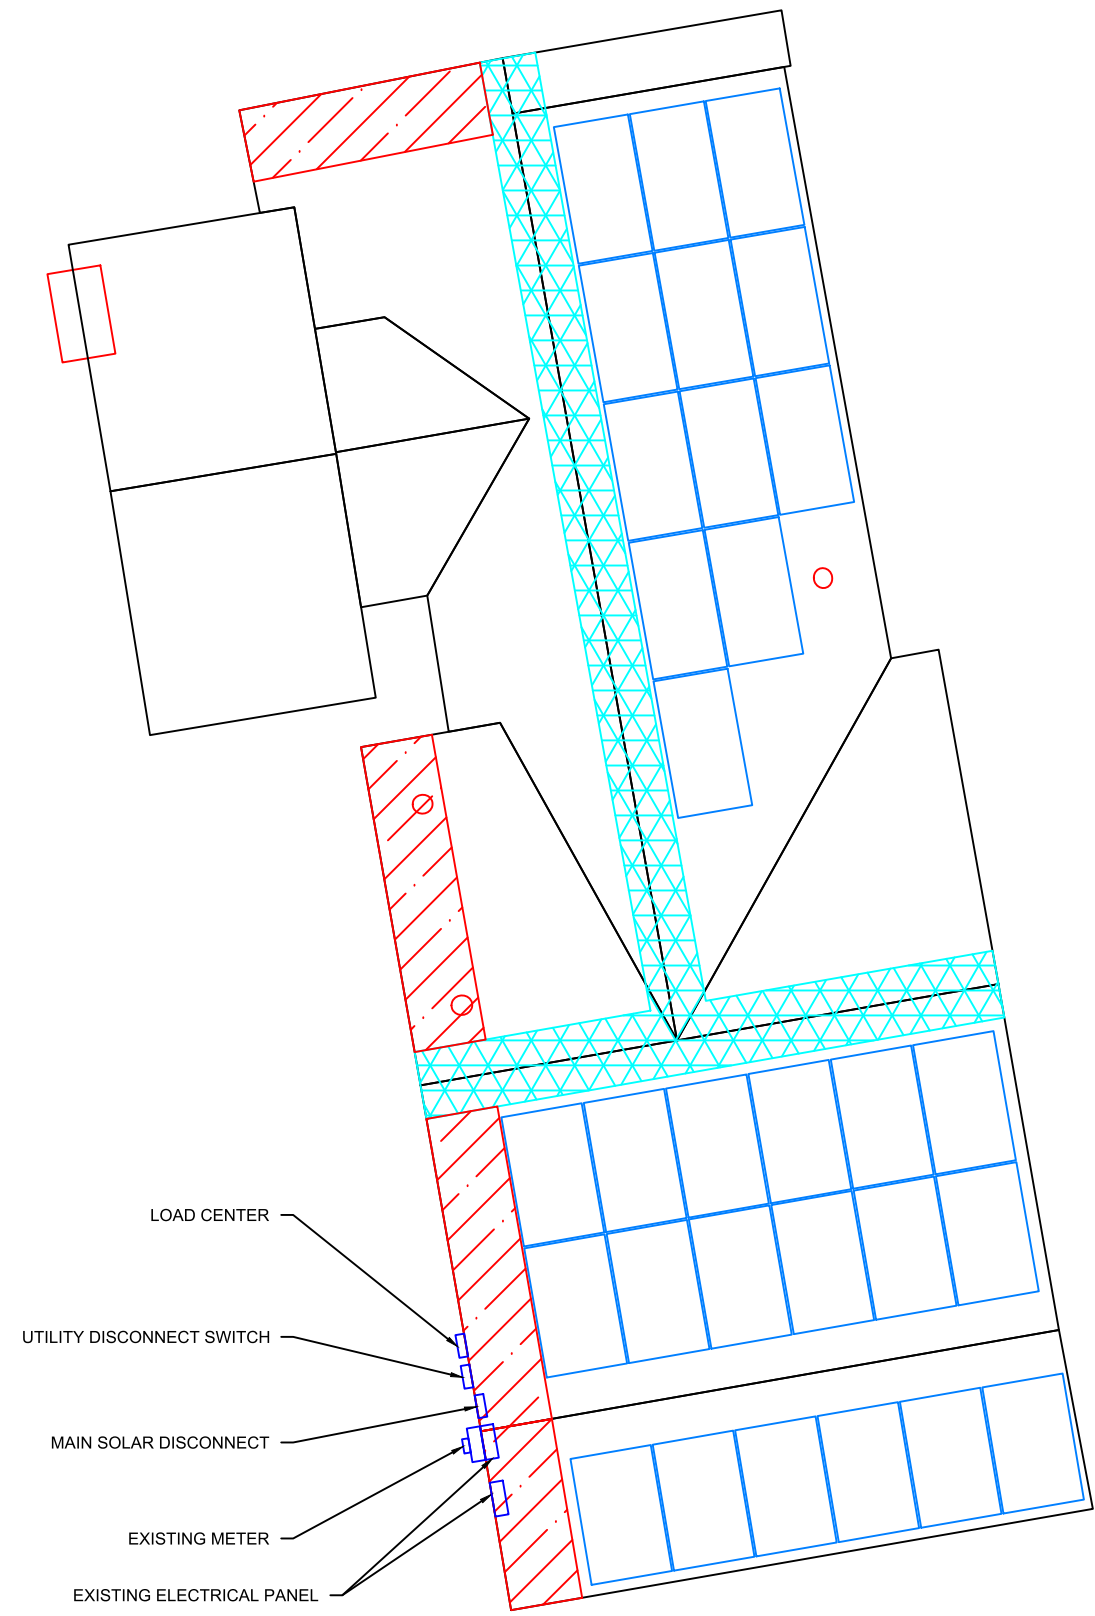 LOAD CENTER
UTILITY DISCONNECT SWITCH
MAIN SOLAR DISCONNECT
EXISTING METER
EXISTING ELECTRICAL PANEL